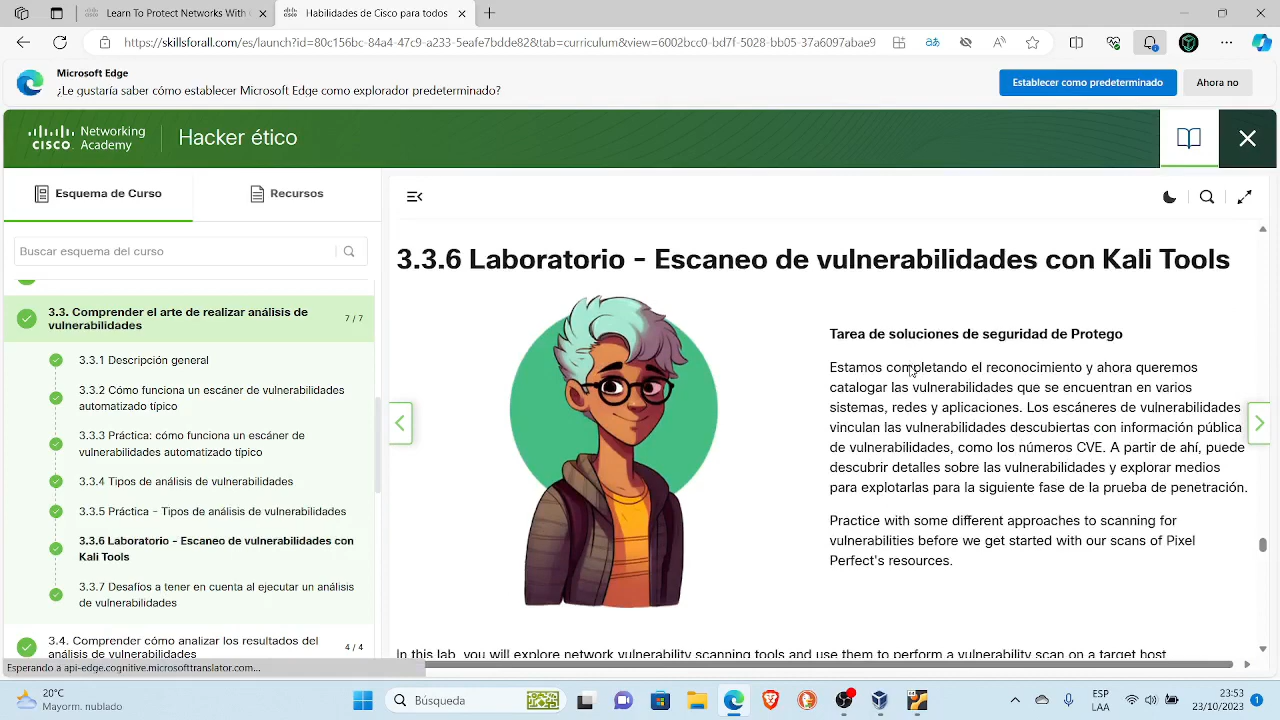 Learn To Protect Networks With
Habilidades de Cisco para todos
https://skillsforall.com/es/launch?id=80c156bc-84a4-47c9-a233-5eafe7bdde82&tab=curriculum&view=6002bcc0-bd7f-5028-bb05-37a6097abae9
Microsoft Edge
¿Le gustaría saber cómo establecer Microsoft Edge su explorador predeterminado?
Establecer como predeterminado
Ahora no
Networking
CISCO Academy
Hacker ético
Esquema de Curso
Recursos
Buscar esquema del curso
3.3. Comprender el arte de realizar análisis de
vulnerabilidades
7 / 7
3.3.1 Descripción general
3.3.2 Cómo funciona un escáner de vulnerabilidades
automatizado típico
3.3.3 Práctica: cómo funciona un escáner de
vulnerabilidades automatizado típico
3.3.4 Tipos de análisis de vulnerabilidades
3.3.5 Práctica - Tipos de análisis de vulnerabilidades
3.3.6 Laboratorio - Escaneo de vulnerabilidades con
Kali Tools
3.3.7 Desafíos a tener en cuenta al ejecutar un análisis
de vulnerabilidades
3.4. Comprender cómo analizar los resultados del
análisis de vulnerabilidades
4 / 4
Esperando a api-edge.cognitive.microsofttranslator.com...
3.3.6 Laboratorio - Escaneo de vulnerabilidades con Kali Tools
Tarea de soluciones de seguridad de Protego
Estamos completando el reconocimiento y ahora queremos
catalogar las vulnerabilidades que se encuentran en varios
sistemas, redes y aplicaciones. Los escáneres de vulnerabilidades
vinculan las vulnerabilidades descubiertas con información pública
de vulnerabilidades, como los números CVE. A partir de ahí, puede
descubrir detalles sobre las vulnerabilidades y explorar medios
para explotarlas para la siguiente fase de la prueba de penetración.
Practice with some different approaches to scanning for
vulnerabilities before we get started with our scans of Pixel
Perfect's resources.
In this lab, you will explore network vulnerability scanning tools and use them to perform a vulnerability scan on a target host
20°C
Mayorm. nublado
Búsqueda
ESP
LAA
23:53
23/10/2023
1